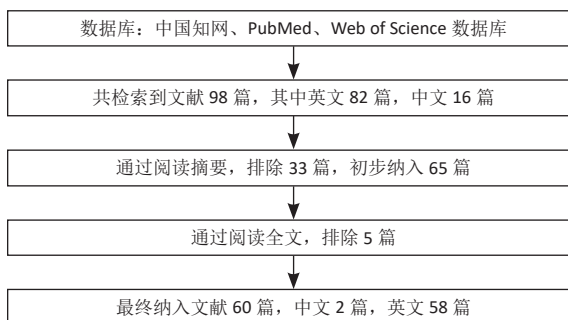 数据库：中国知网、PubMed、Web of Science 数据库
共检索到文献 98 篇，其中英文 82 篇，中文 16 篇
通过阅读摘要，排除 33 篇，初步纳入 65 篇
通过阅读全文，排除 5 篇
最终纳入文献 60 篇，中文 2 篇，英文 58 篇